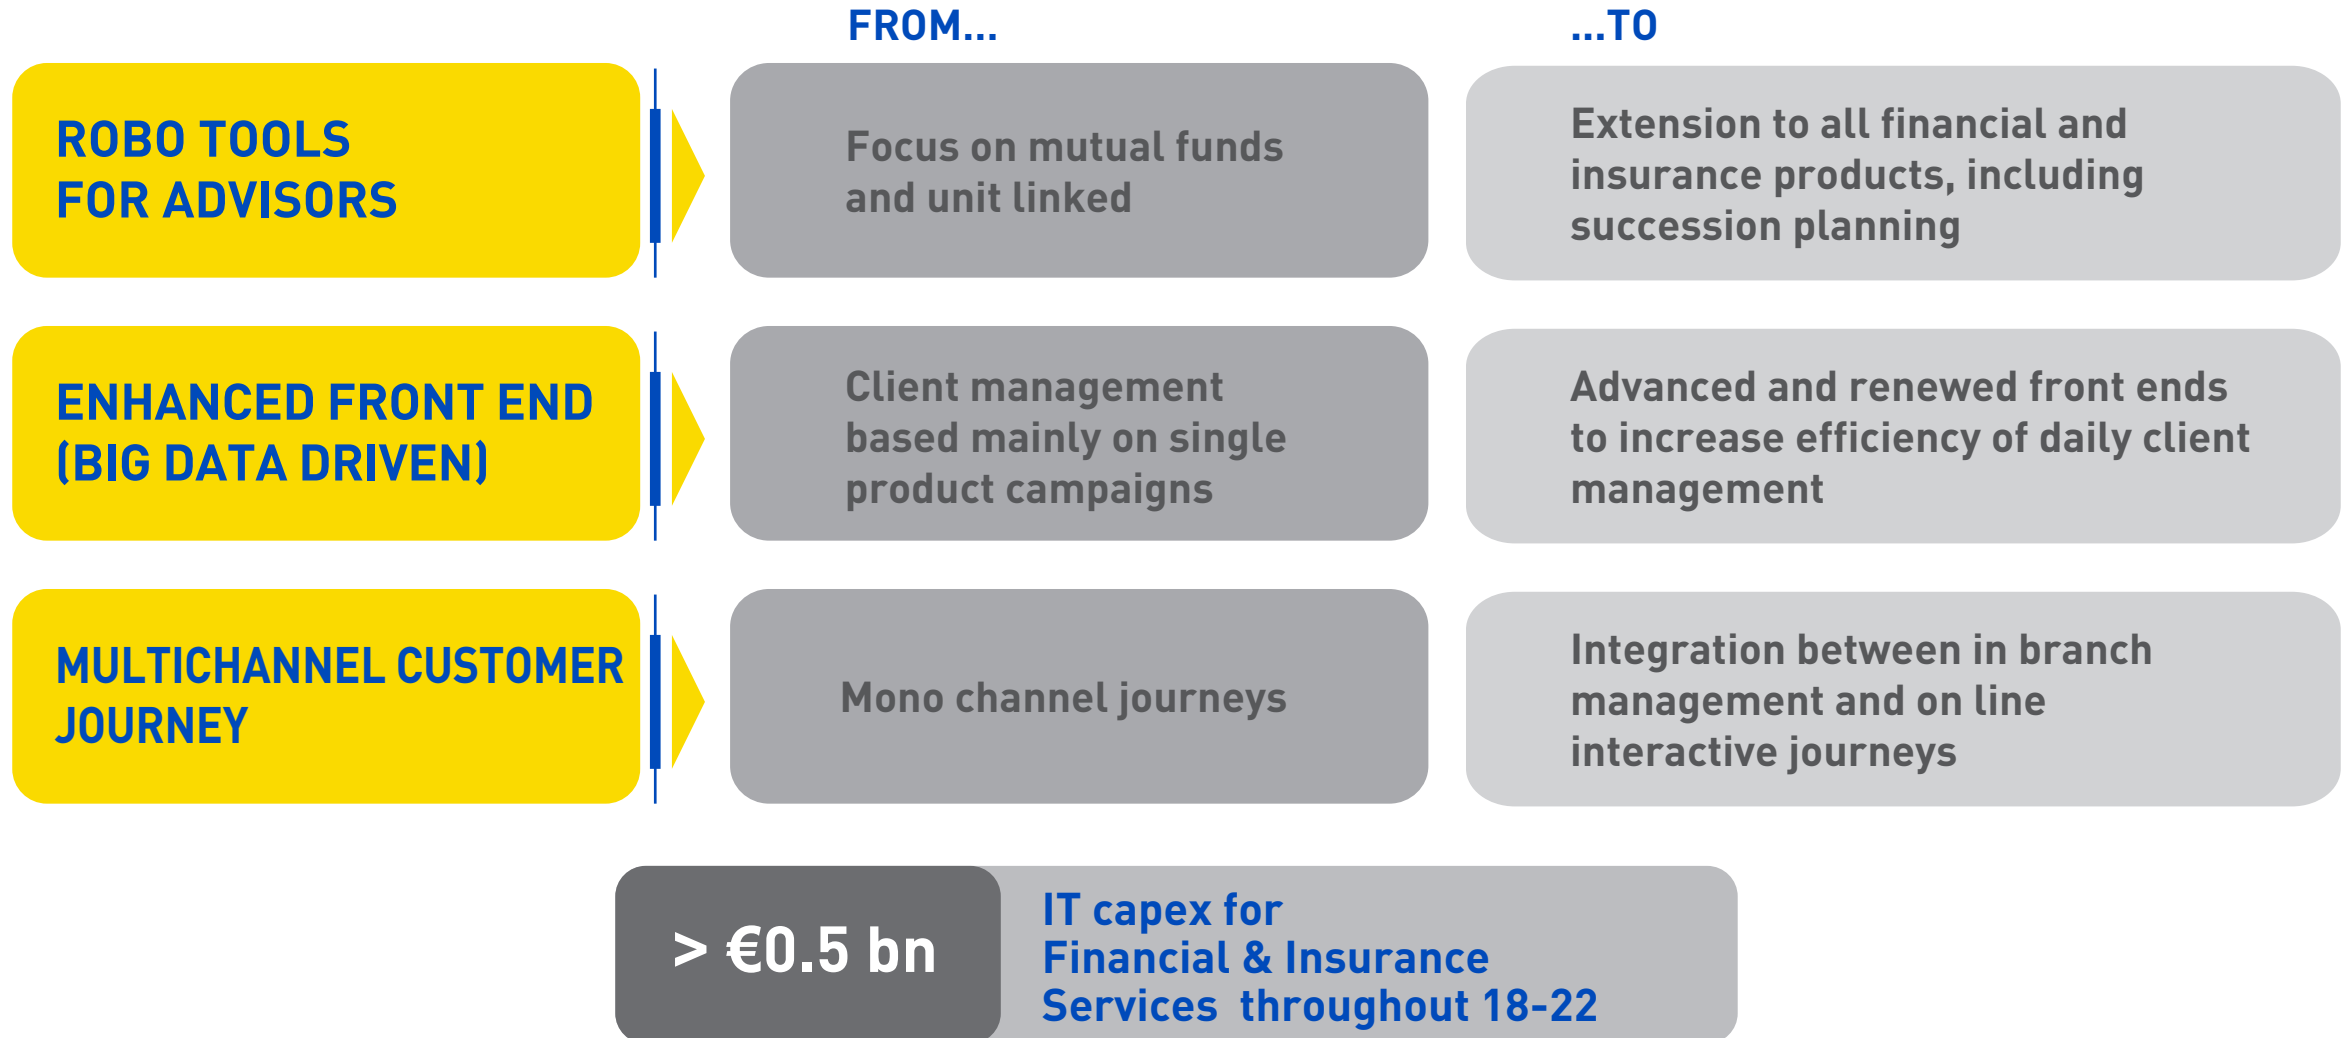 FROM...
...TO
ROBO TOOLS
FOR ADVISORS
Focus on mutual funds
and unit linked
Extension to all financial and
insurance products, including
succession planning
ENHANCED FRONT END
(BIG DATA DRIVEN)
Client management
based mainly on single
product campaigns
Advanced and renewed front ends
to increase efficiency of daily client
management
MULTICHANNEL CUSTOMER
JOURNEY
Mono channel journeys
Integration between in branch
management and on line
interactive journeys
> €0.5 bn
IT capex for
Financial & Insurance
Services throughout 18-22